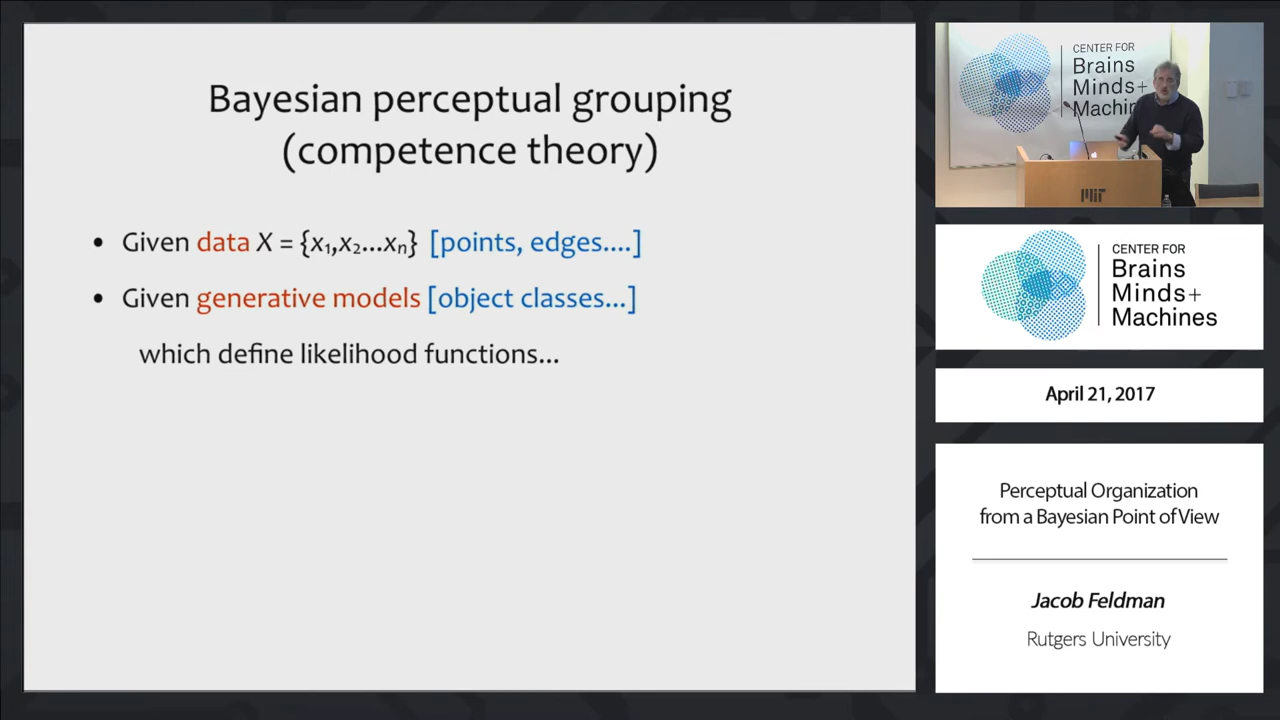 Bayesian perceptual grouping
(competence theory)
• Given data X = {x₁,x₂...xₙ} [points, edges....]
• Given generative models [object classes...]
which define likelihood functions...
CENTER FOR
Brains
Minds+
Machin
MIT
CENTER FOR
Brains
Minds+
Machines
April 21, 2017
Perceptual Organization
from a Bayesian Point of View
Jacob Feldman
Rutgers University